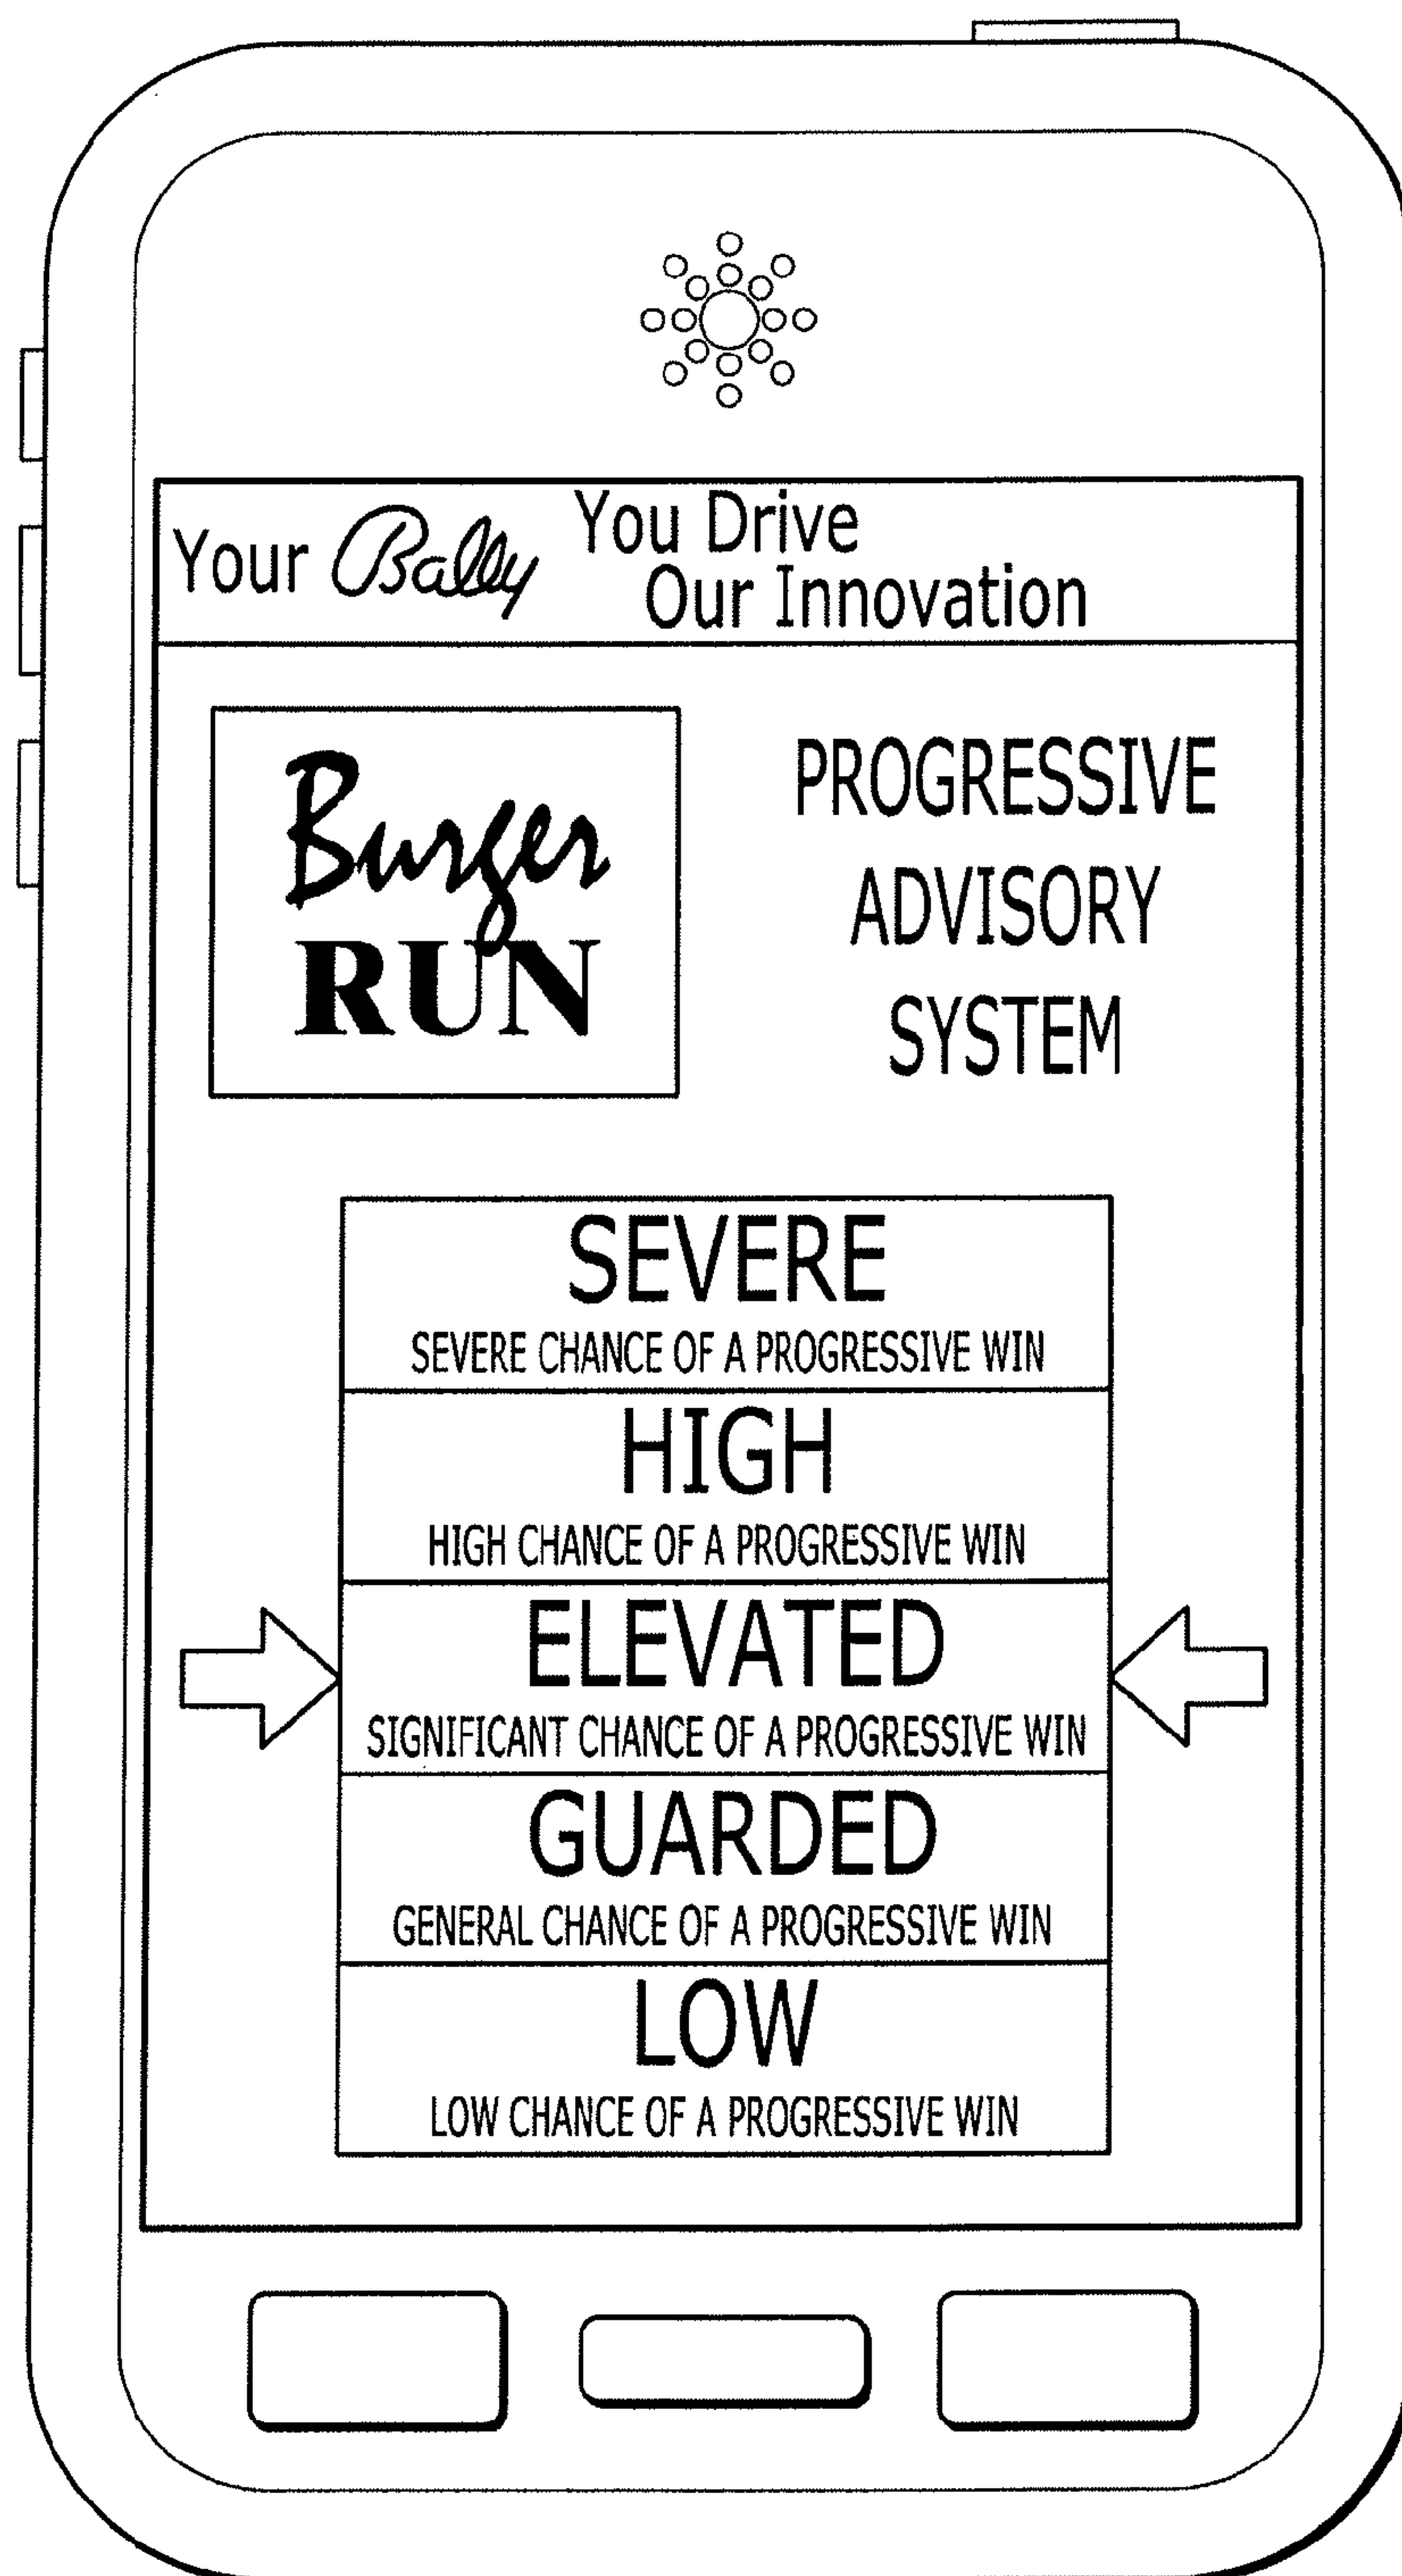 Your Bally You Drive
Our Innovation
Burger
RUN
PROGRESSIVE
ADVISORY
SYSTEM
SEVERE
SEVERE CHANCE OF A PROGRESSIVE WIN
HIGH
HIGH CHANCE OF A PROGRESSIVE WIN
ELEVATED
SIGNIFICANT CHANCE OF A PROGRESSIVE WIN
GUARDED
GENERAL CHANCE OF A PROGRESSIVE WIN
LOW
LOW CHANCE OF A PROGRESSIVE WIN